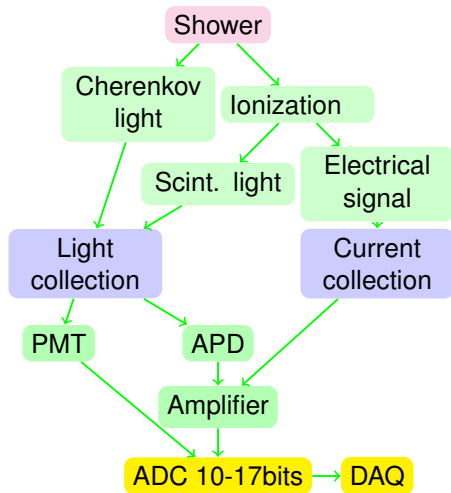 Shower
Cherenkov
light
Ionization
Scint. light
Electrical
signal
Light
collection
Current
collection
PMT
APD
Amplifier
ADC 10-17bits
DAQ